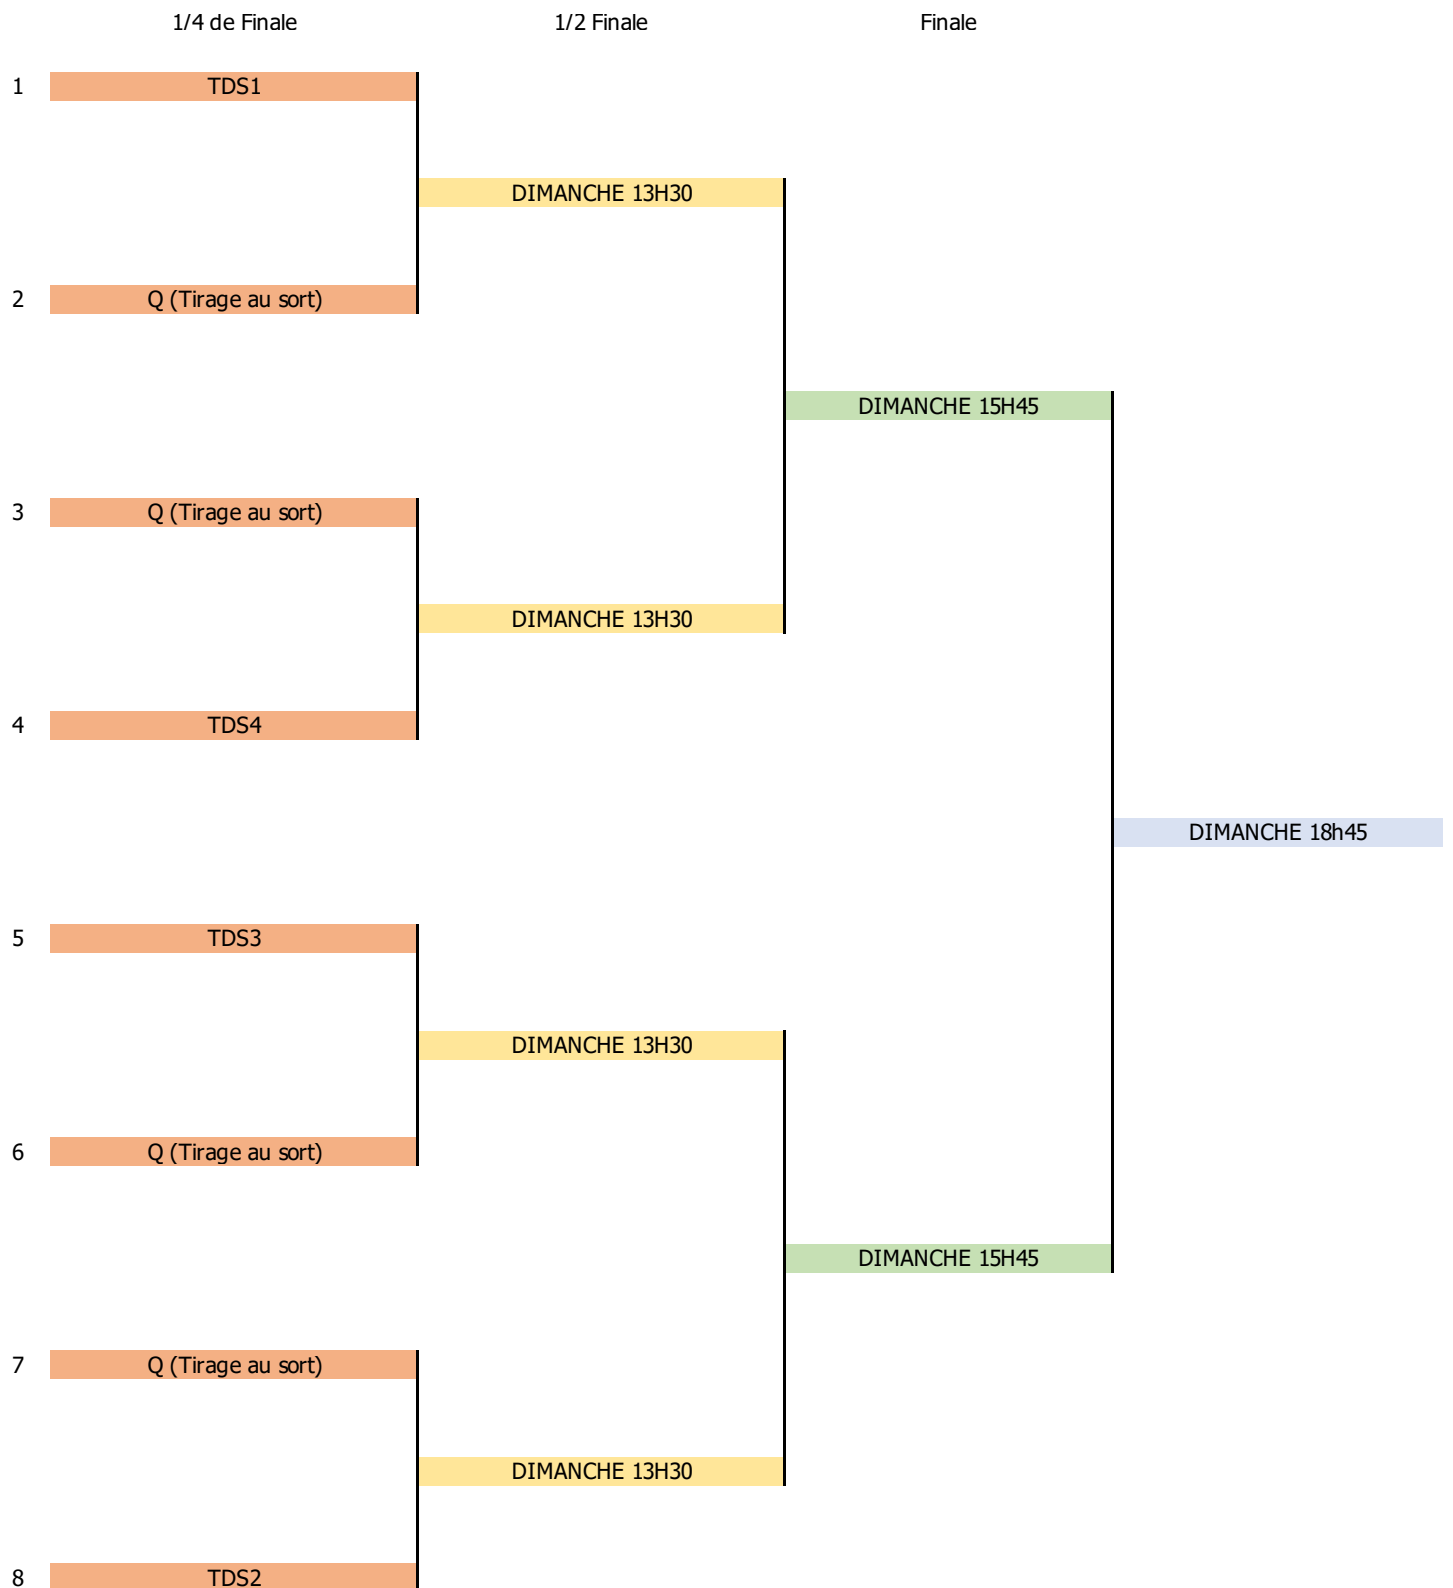 1/4 de Finale
1/2 Finale
Finale
1
TDS1
DIMANCHE 13H30
2
Q (Tirage au sort)
DIMANCHE 15H45
3
Q (Tirage au sort)
DIMANCHE 13H30
4
TDS4
DIMANCHE 18h45
5
TDS3
DIMANCHE 13H30
6
Q (Tirage au sort)
DIMANCHE 15H45
7
Q (Tirage au sort)
DIMANCHE 13H30
8
TDS2